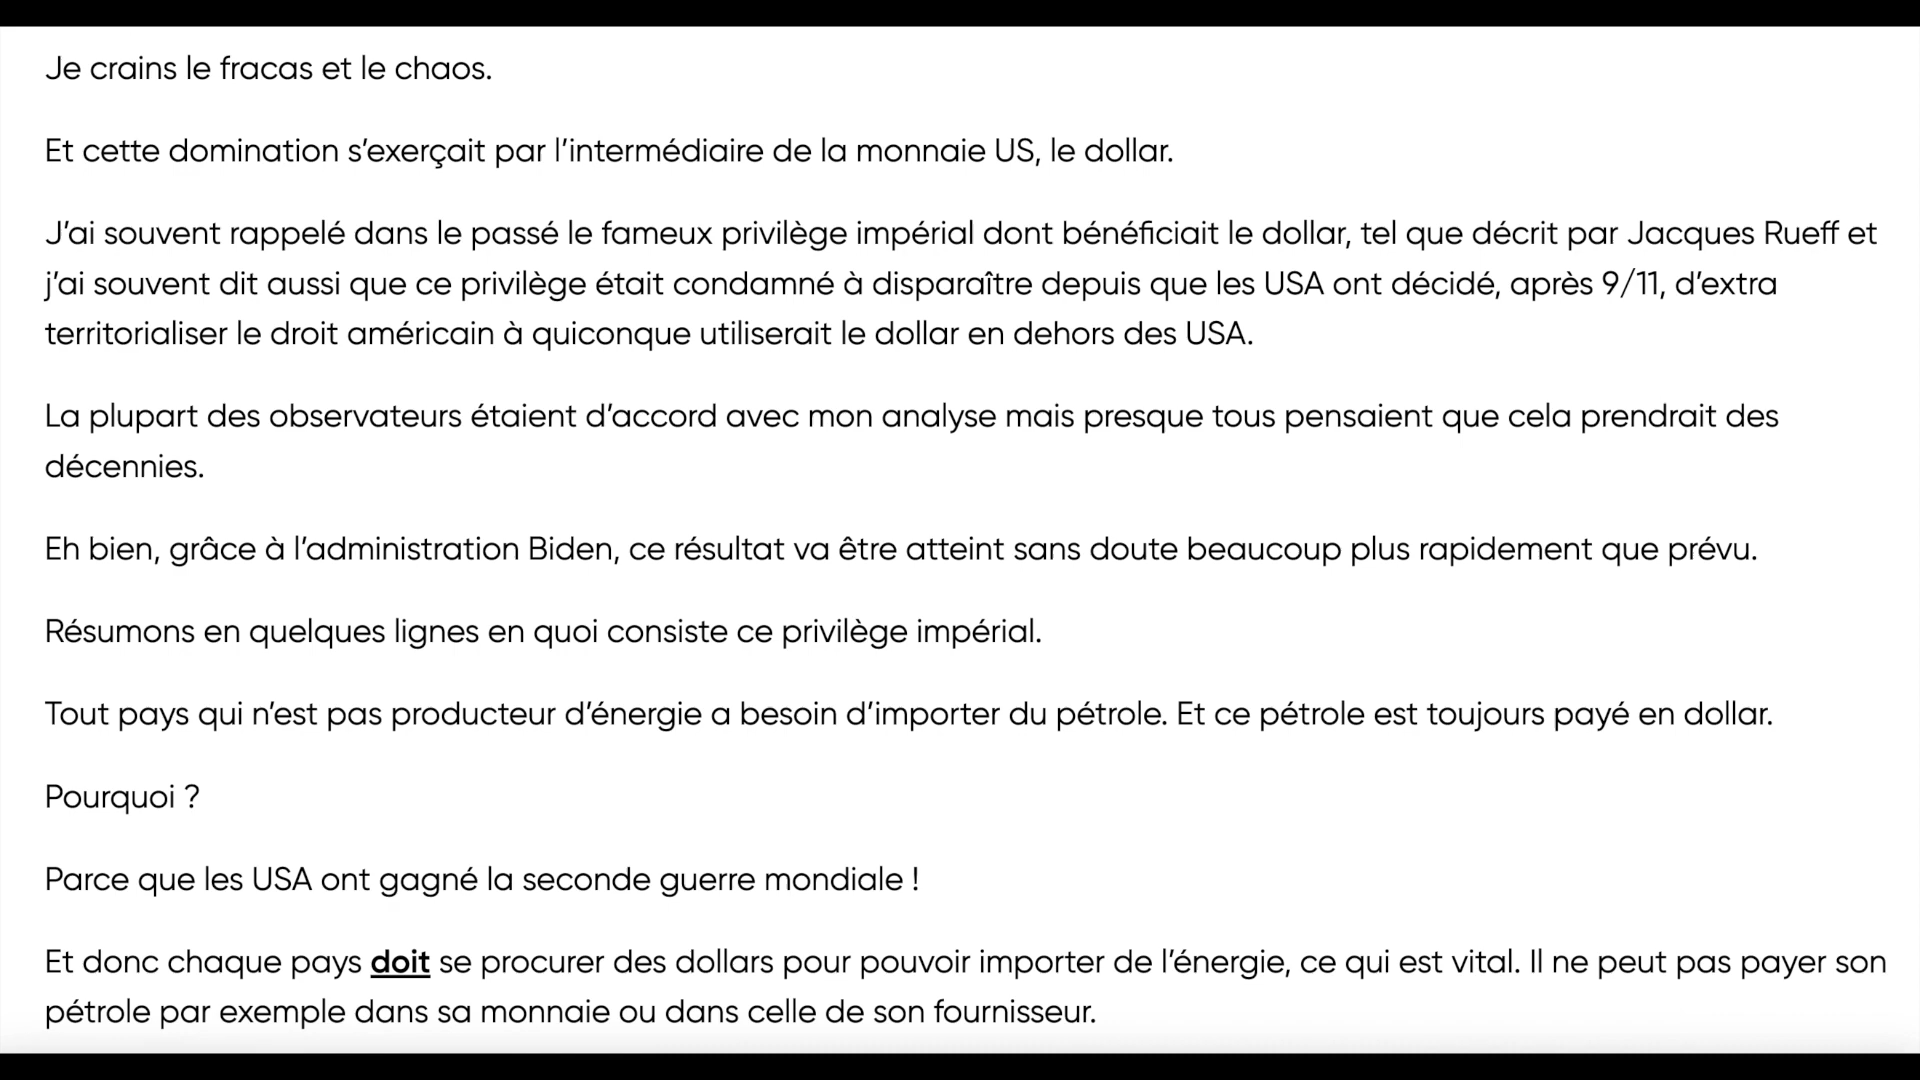 Je crains le fracas et le chaos.
Et cette domination s’exerçait par l’intermédiaire de la monnaie US, le dollar.
J’ai souvent rappelé dans le passé le fameux privilège impérial dont bénéficiait le dollar, tel que décrit par Jacques Rueff et
j’ai souvent dit aussi que ce privilège était condamné à disparaître depuis que les USA ont décidé, après 9/11, d’extra
territorialiser le droit américain à quiconque utiliserait le dollar en dehors des USA.
La plupart des observateurs étaient d’accord avec mon analyse mais presque tous pensaient que cela prendrait des
décennies.
Eh bien, grâce à l’administration Biden, ce résultat va être atteint sans doute beaucoup plus rapidement que prévu.
Résumons en quelques lignes en quoi consiste ce privilège impérial.
Tout pays qui n’est pas producteur d’énergie a besoin d’importer du pétrole. Et ce pétrole est toujours payé en dollar.
Pourquoi ?
Parce que les USA ont gagné la seconde guerre mondiale !
Et donc chaque pays doit se procurer des dollars pour pouvoir importer de l’énergie, ce qui est vital. Il ne peut pas payer son
pétrole par exemple dans sa monnaie ou dans celle de son fournisseur.